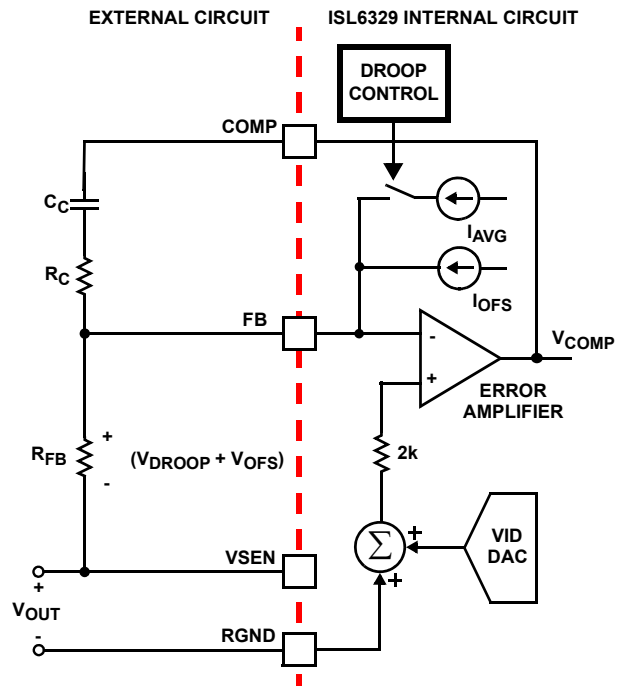 EXTERNAL CIRCUIT
ISL6329 INTERNAL CIRCUIT
DROOP
CONTROL
COMP
CC
IAVG
RC
IOFS
FB
VCOMP
-
+
ERROR
AMPLIFIER
RFB
+
(VDROOP + VOFS)
-
2k
VID
DAC
Σ
+
+
VSEN
+
VOUT
-
RGND